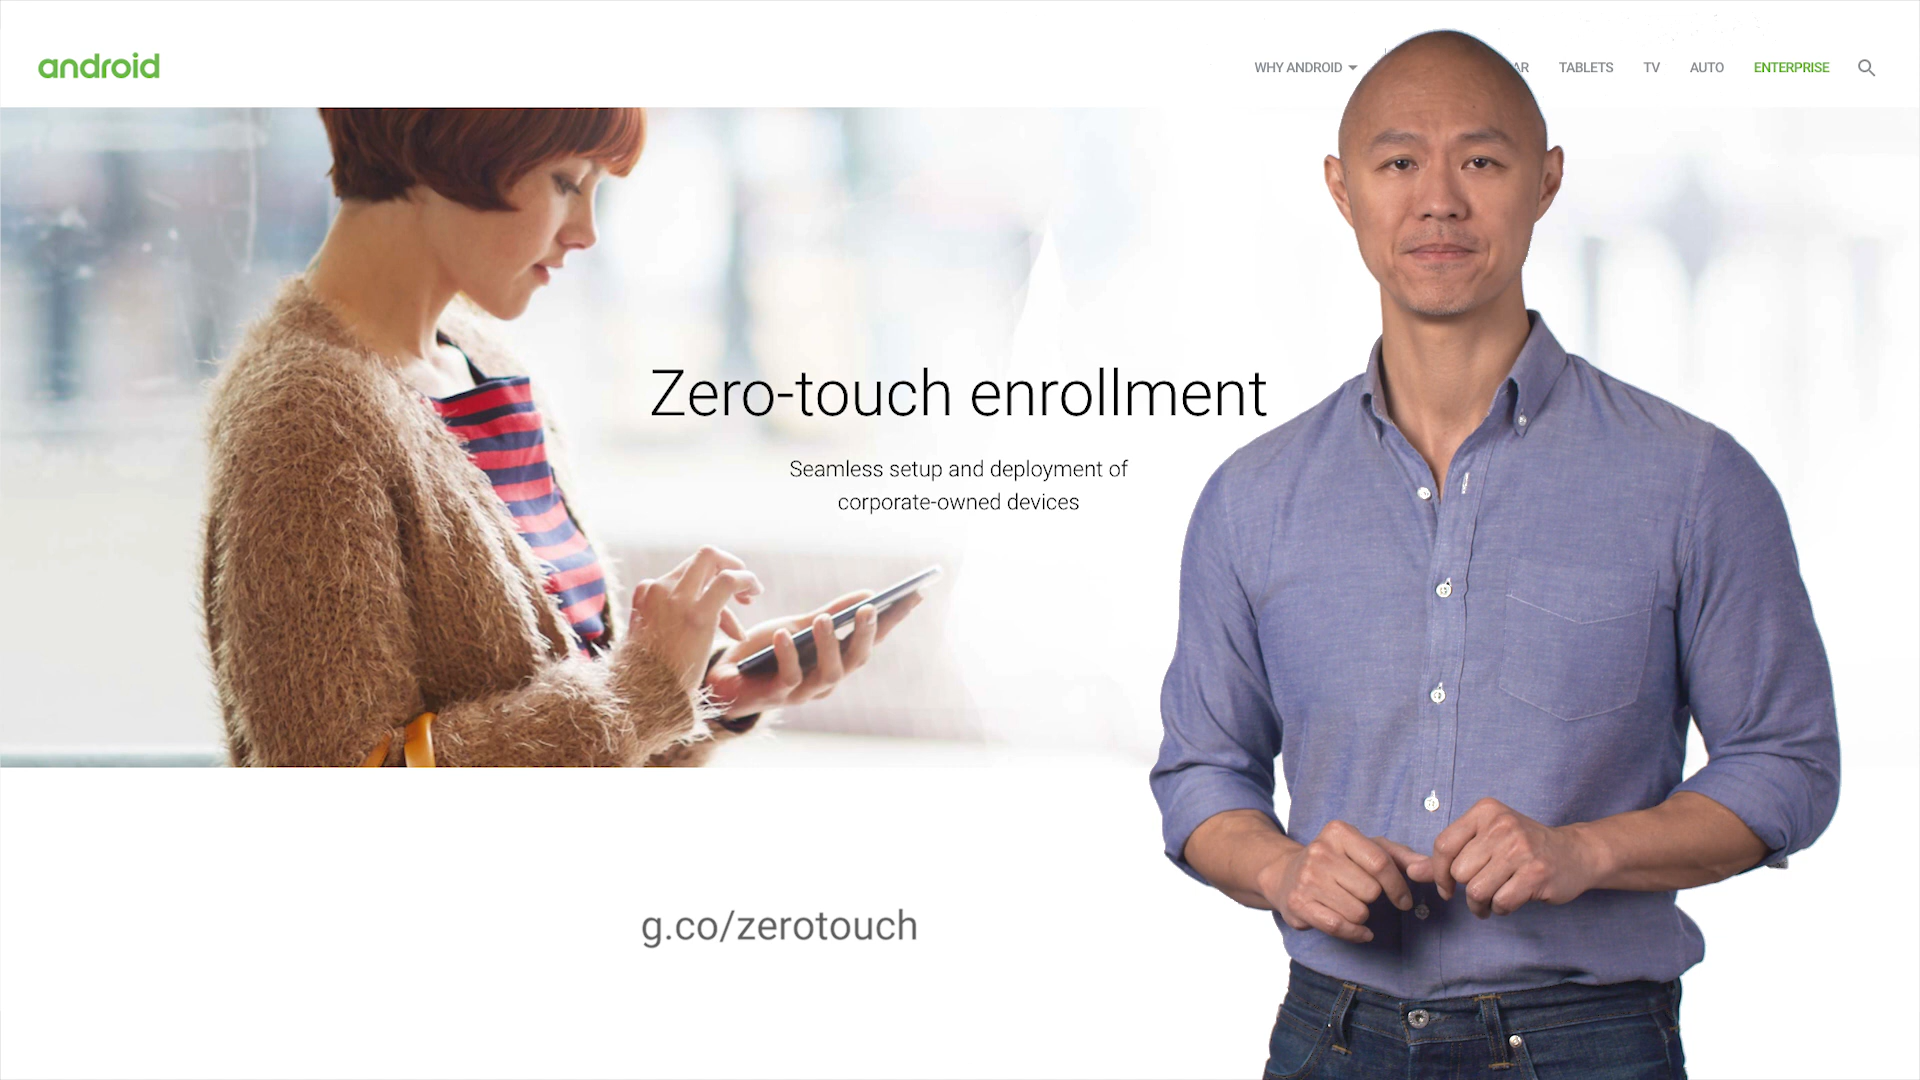 android
WHY ANDROID
TABLETS
TV
AUTO
ENTERPRISE
Zero-touch enrollment
Seamless setup and deployment of
corporate-owned devices
g.co/zerotouch